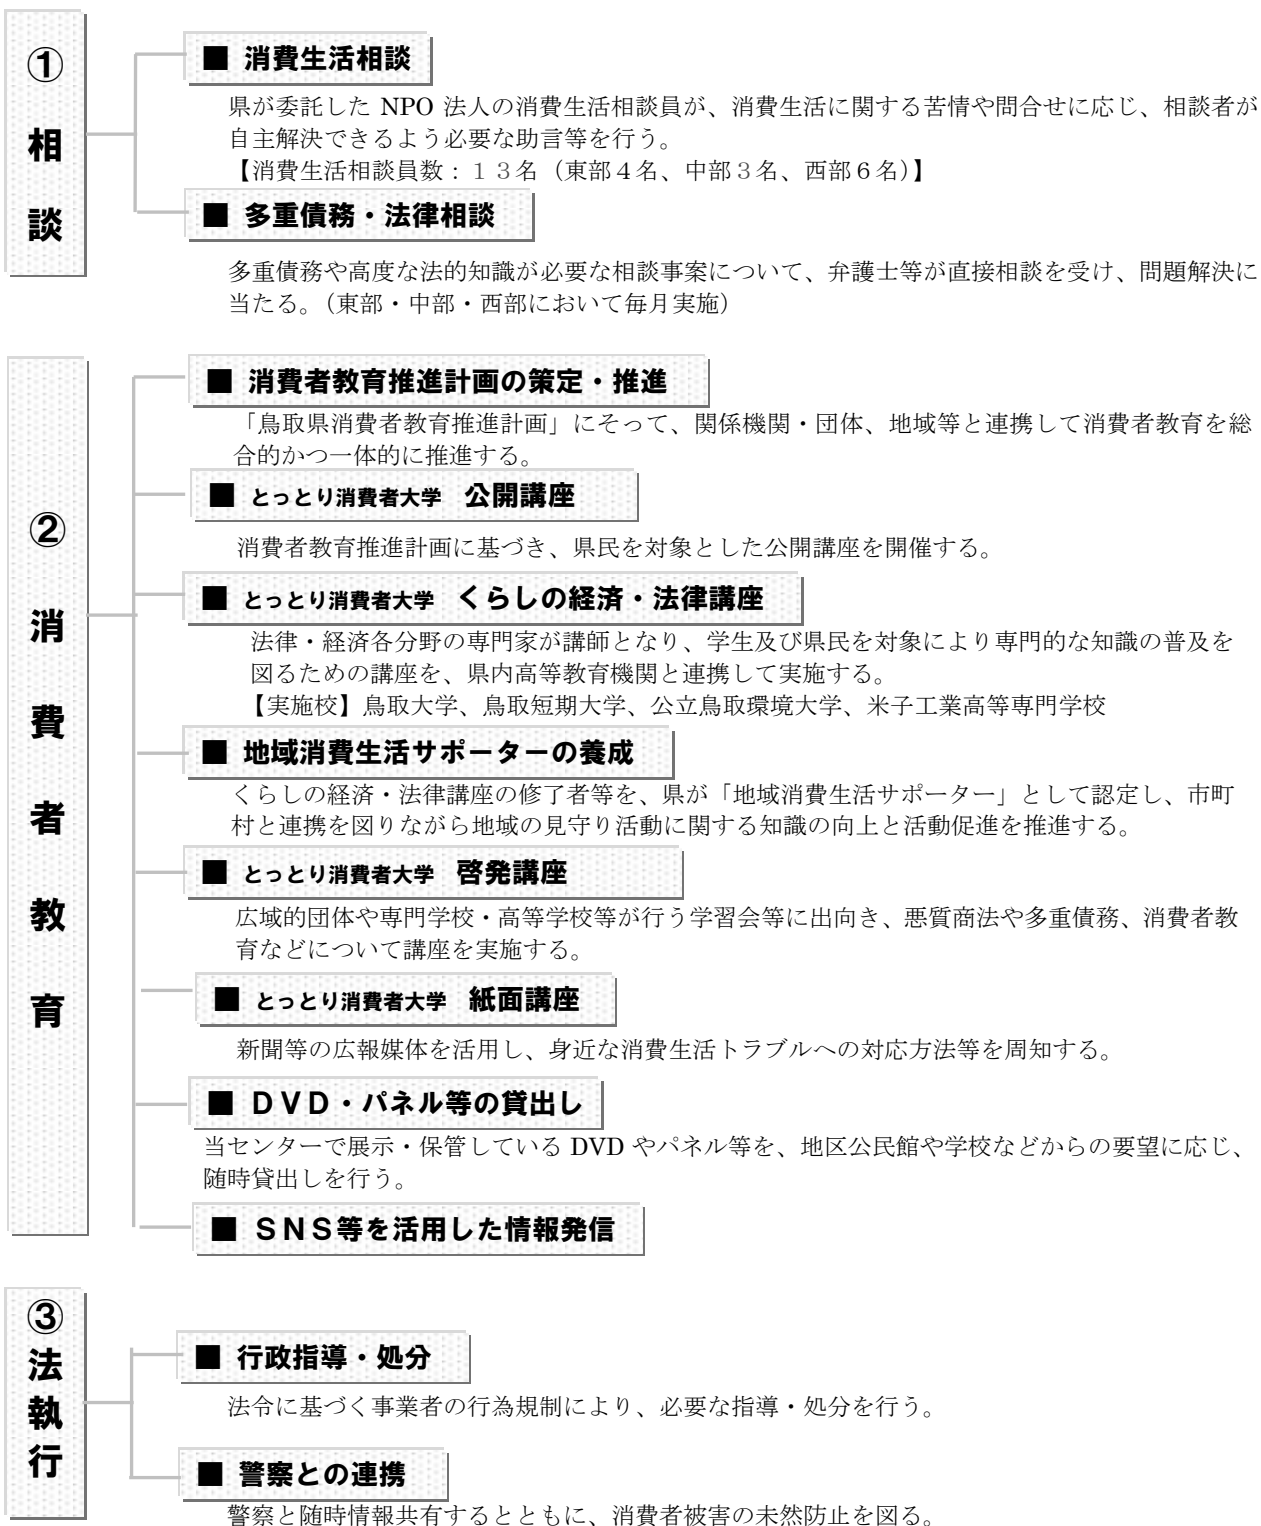 ①相談
■ 消費生活相談
県が委託した NPO 法人の消費生活相談員が、消費生活に関する苦情や問合せに応じ、相談者が
自主解決できるよう必要な助言等を行う。
【消費生活相談員数：１３名（東部４名、中部３名、西部６名）】
■ 多重債務・法律相談
多重債務や高度な法的知識が必要な相談事案について、弁護士等が直接相談を受け、問題解決に
当たる。（東部・中部・西部において毎月実施）
②消費者教育
■ 消費者教育推進計画の策定・推進
「鳥取県消費者教育推進計画」にそって、関係機関・団体、地域等と連携して消費者教育を総
合的かつ一体的に推進する。
■ とっとり消費者大学　公開講座
消費者教育推進計画に基づき、県民を対象とした公開講座を開催する。
■ とっとり消費者大学　くらしの経済・法律講座
法律・経済各分野の専門家が講師となり、学生及び県民を対象により専門的な知識の普及を
図るための講座を、県内高等教育機関と連携して実施する。
【実施校】鳥取大学、鳥取短期大学、公立鳥取環境大学、米子工業高等専門学校
■ 地域消費生活サポーターの養成
くらしの経済・法律講座の修了者等を、県が「地域消費生活サポーター」として認定し、市町
村と連携を図りながら地域の見守り活動に関する知識の向上と活動促進を推進する。
■ とっとり消費者大学　啓発講座
広域的団体や専門学校・高等学校等が行う学習会等に出向き、悪質商法や多重債務、消費者教
育などについて講座を実施する。
■ とっとり消費者大学　紙面講座
新聞等の広報媒体を活用し、身近な消費生活トラブルへの対応方法等を周知する。
■ ＤＶＤ・パネル等の貸出し
当センターで展示・保管している DVD やパネル等を、地区公民館や学校などからの要望に応じ、
随時貸出しを行う。
■ ＳＮＳ等を活用した情報発信
③法執行
■ 行政指導・処分
法令に基づく事業者の行為規制により、必要な指導・処分を行う。
■ 警察との連携
警察と随時情報共有するとともに、消費者被害の未然防止を図る。